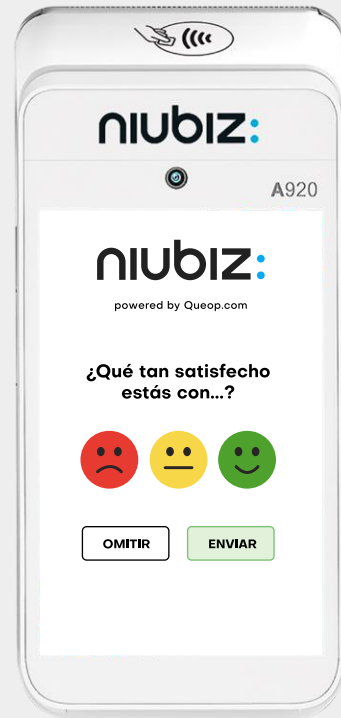 niubiz:
A920
niubiz:
powered by Queop.com
¿Qué tan satisfecho
estás con...?
OMITIR
ENVIAR